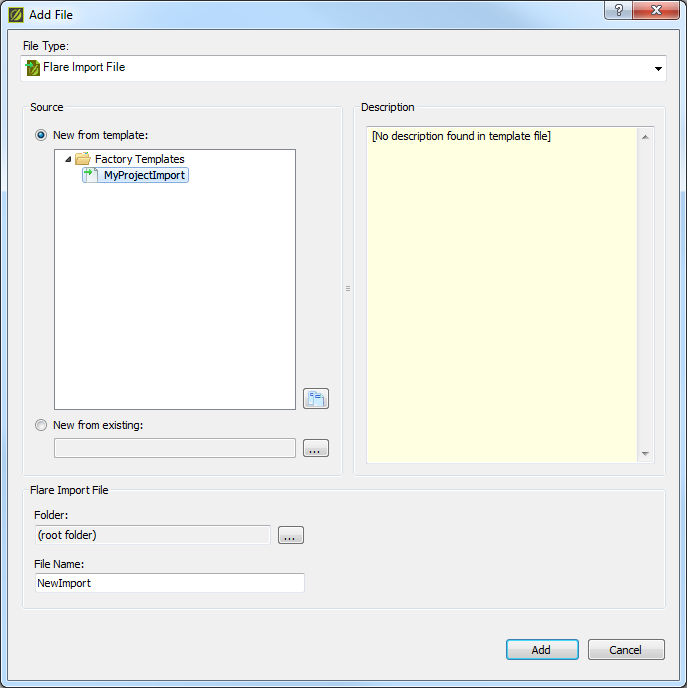 Add File
?
File Type:
Flare Import File
Source
New from template:
Factory Templates
MyProjectImport
New from existing:
...
Description
[No description found in template file]
Flare Import File
Folder:
(root folder)
...
File Name:
NewImport
Add
Cancel